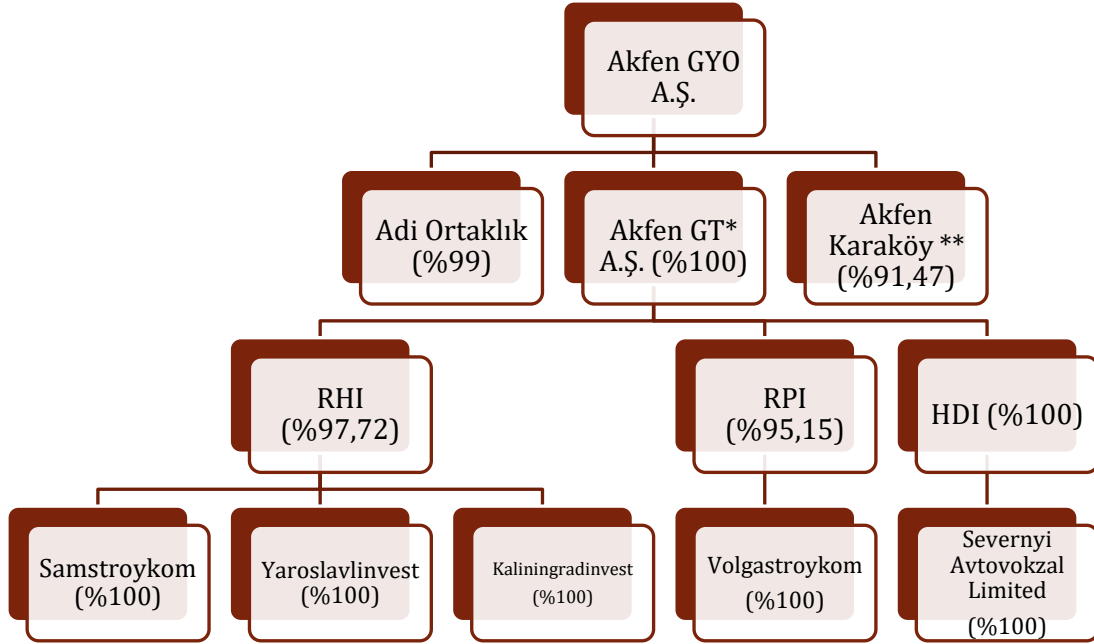 Akfen GYO
A.Ş.
Adi Ortaklık
(%99)
Akfen GT*
A.Ş. (%100)
Akfen
Karaköy **
(%91,47)
RHI
(%97,72)
RPI
(%95,15)
HDI (%100)
Samstroykom
(%100)
Yaroslavlinvest
(%100)
Kaliningradinvest
(%100)
Volgastroykom
(%100)
Severnyi
Avtovokzal
Limited
(%100)